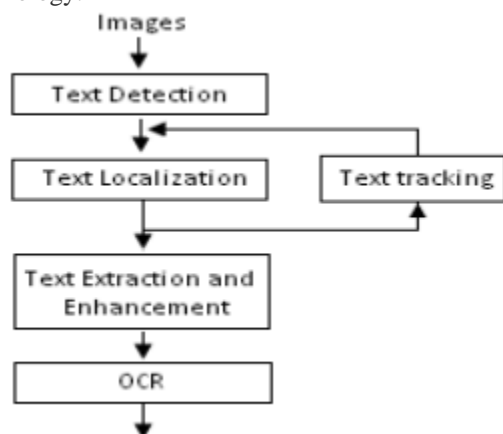 Images
Text Detection
Text Localization
Text tracking
Text Extraction and
Enhancement
OCR